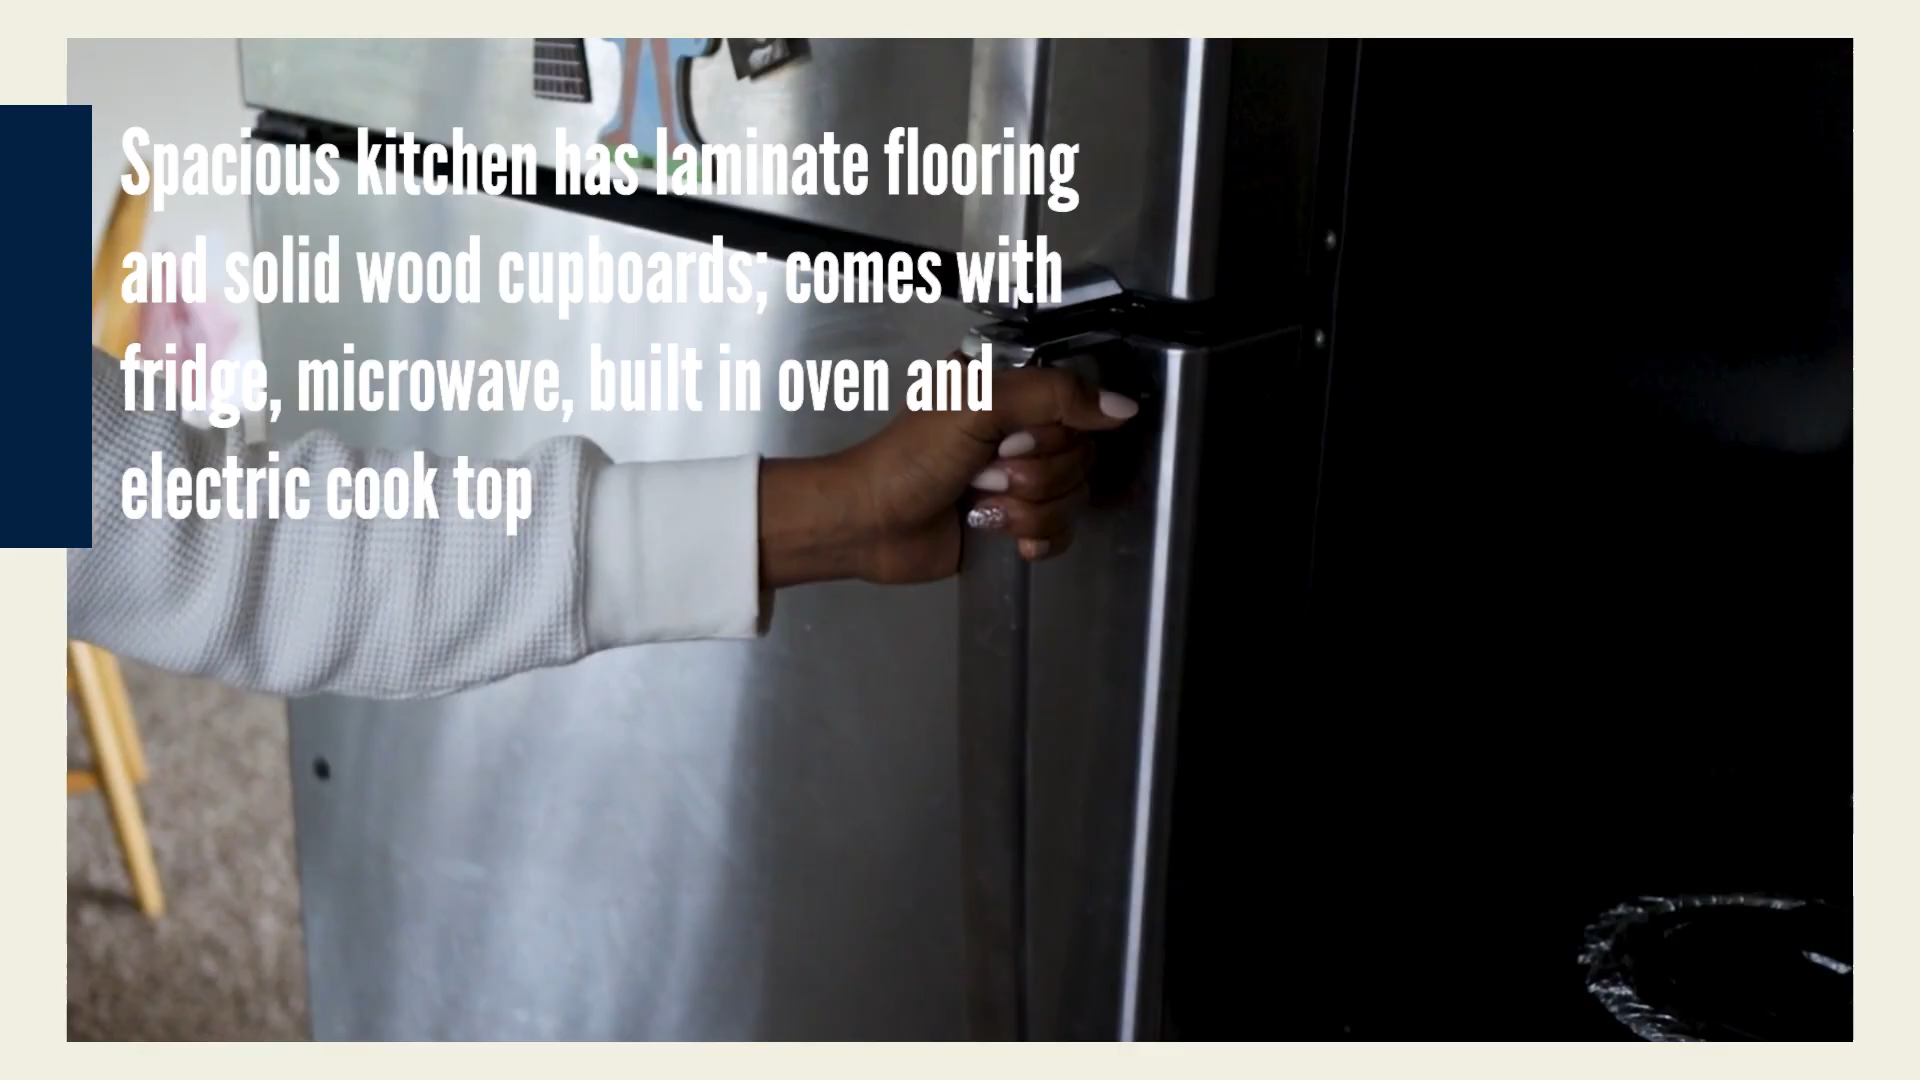 Spacious kitchen has laminate flooring
and solid wood cupboards; comes with
fridge, microwave, built in oven and
electric cook top